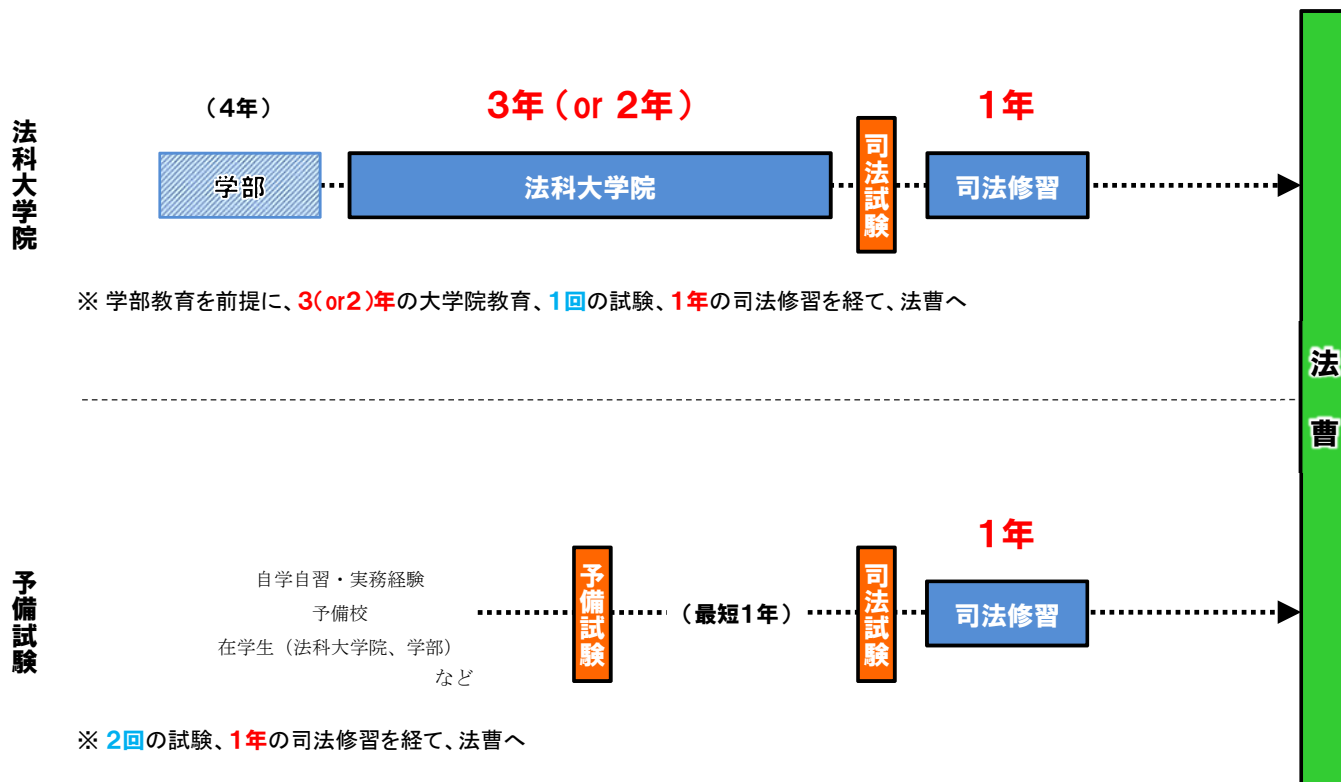 法科大学院
（4年）
3年（or 2年）
1年
学部
法科大学院
司法試験
司法修習
※ 学部教育を前提に、3(or2)年の大学院教育、1回の試験、1年の司法修習を経て、法曹へ
法曹
予備試験
1年
自学自習・実務経験
予備校
在学生（法科大学院、学部）
など
予備試験
（最短1年）
司法試験
司法修習
※ 2回の試験、1年の司法修習を経て、法曹へ